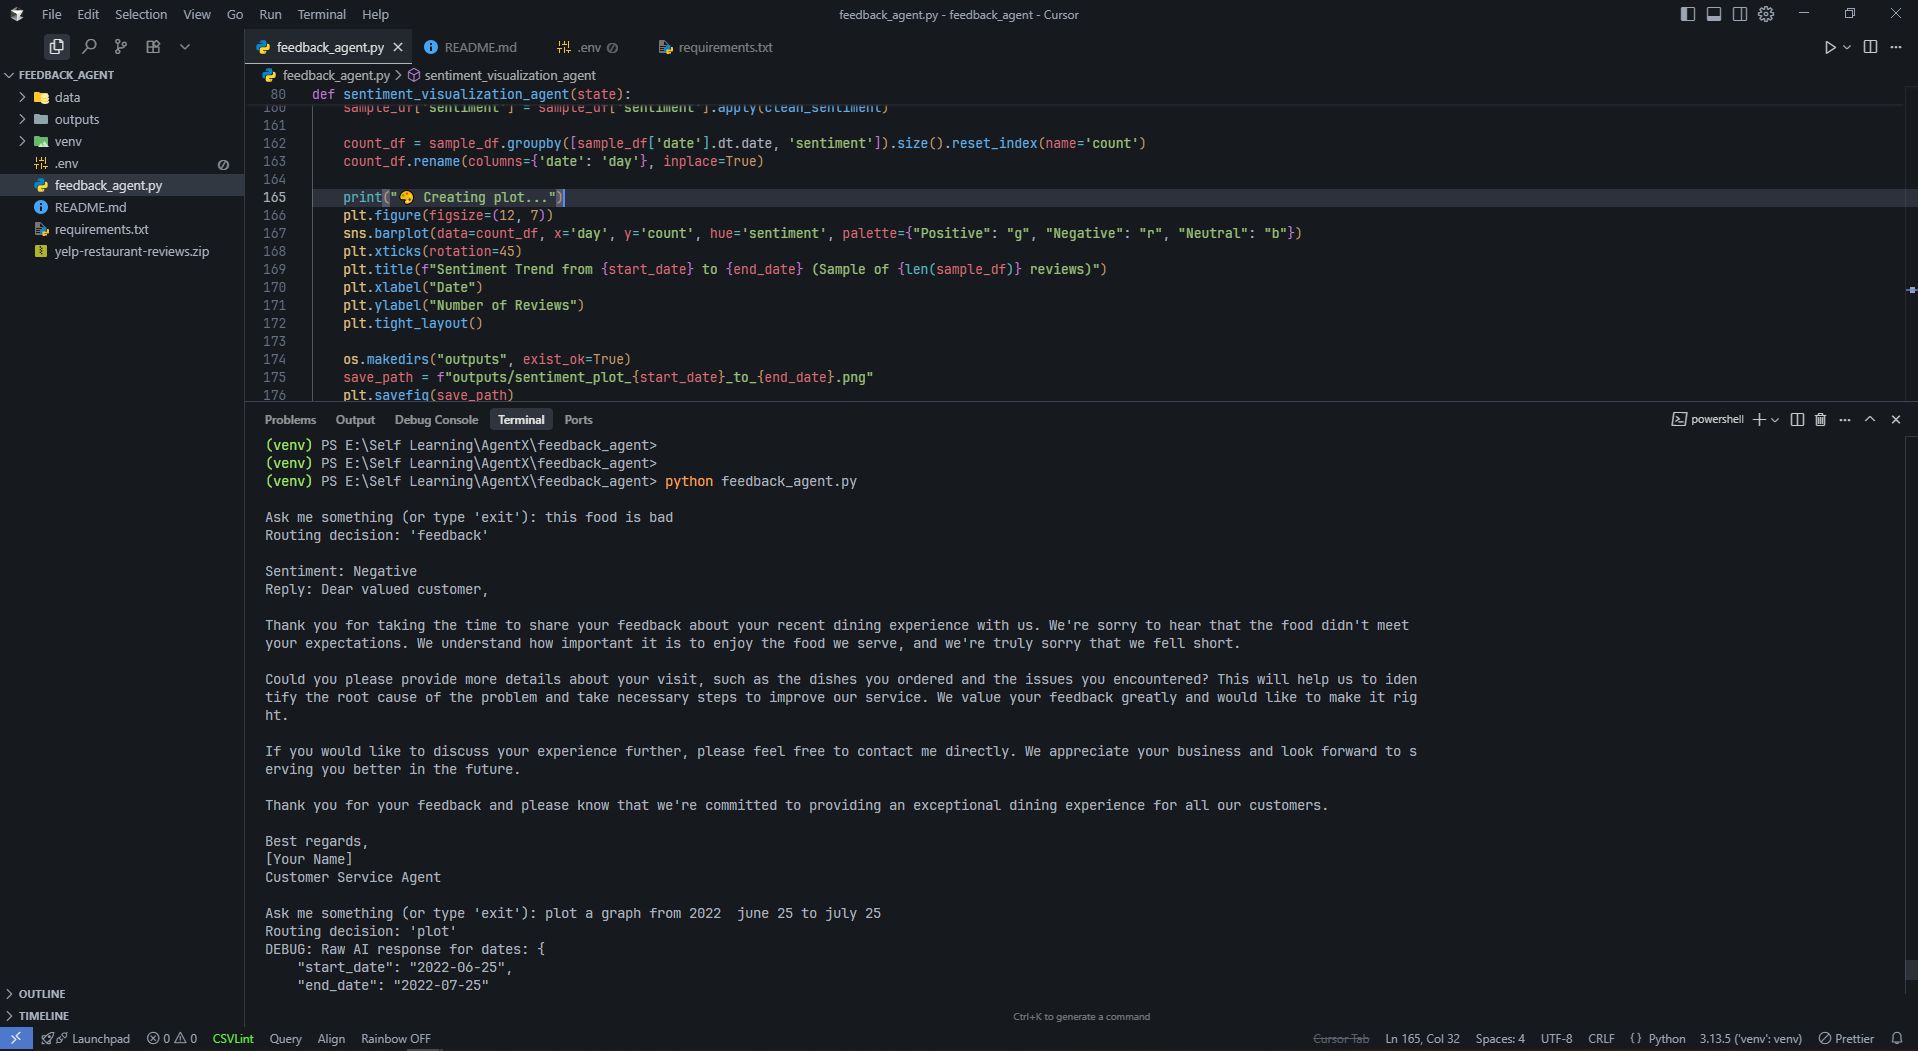 File Edit Selection View Go Run Terminal Help
feedback_agent.py - feedback_agent - Cursor
feedback_agent.py
README.md
.env
requirements.txt
FEEDBACK_AGENT
data
outputs
venv
.env
feedback_agent.py
README.md
requirements.txt
yelp-restaurant-reviews.zip
feedback_agent.py > sentiment_visualization_agent
80 def sentiment_visualization_agent(state):
160 sample_df['sentiment'] = sample_df['sentiment'].apply(clean_sentiment)
161
162 count_df = sample_df.groupby([sample_df['date'].dt.date, 'sentiment']).size().reset_index(name='count')
163 count_df.rename(columns={'date': 'day'}, inplace=True)
164
165 print("🎨 Creating plot...")
166 plt.figure(figsize=(12, 7))
167 sns.barplot(data=count_df, x='day', y='count', hue='sentiment', palette={"Positive": "g", "Negative": "r", "Neutral": "b"})
168 plt.xticks(rotation=45)
169 plt.title(f"Sentiment Trend from {start_date} to {end_date} (Sample of {len(sample_df)} reviews)")
170 plt.xlabel("Date")
171 plt.ylabel("Number of Reviews")
172 plt.tight_layout()
173
174 os.makedirs("outputs", exist_ok=True)
175 save_path = f"outputs/sentiment_plot_{start_date}_to_{end_date}.png"
176 plt.savefig(save_path)
Problems Output Debug Console Terminal Ports
powershell
(venv) PS E:\Self Learning\AgentX\feedback_agent>
(venv) PS E:\Self Learning\AgentX\feedback_agent>
(venv) PS E:\Self Learning\AgentX\feedback_agent> python feedback_agent.py
Ask me something (or type 'exit'): this food is bad
Routing decision: 'feedback'
Sentiment: Negative
Reply: Dear valued customer,
Thank you for taking the time to share your feedback about your recent dining experience with us. We're sorry to hear that the food didn't meet
your expectations. We understand how important it is to enjoy the food we serve, and we're truly sorry that we fell short.
Could you please provide more details about your visit, such as the dishes you ordered and the issues you encountered? This will help us to iden
tify the root cause of the problem and take necessary steps to improve our service. We value your feedback greatly and would like to make it rig
ht.
If you would like to discuss your experience further, please feel free to contact me directly. We appreciate your business and look forward to s
erving you better in the future.
Thank you for your feedback and please know that we're committed to providing an exceptional dining experience for all our customers.
Best regards,
[Your Name]
Customer Service Agent
Ask me something (or type 'exit'): plot a graph from 2022  june 25 to july 25
Routing decision: 'plot'
DEBUG: Raw AI response for dates: {
"start_date": "2022-06-25",
"end_date": "2022-07-25"
Ctrl+K to generate a command
OUTLINE
TIMELINE
Launchpad 0 0 CSVLint Query Align Rainbow OFF
Cursor Tab Ln 165, Col 32 Spaces: 4 UTF-8 CRLF {} Python 3.13.5 ('venv': venv) Prettier